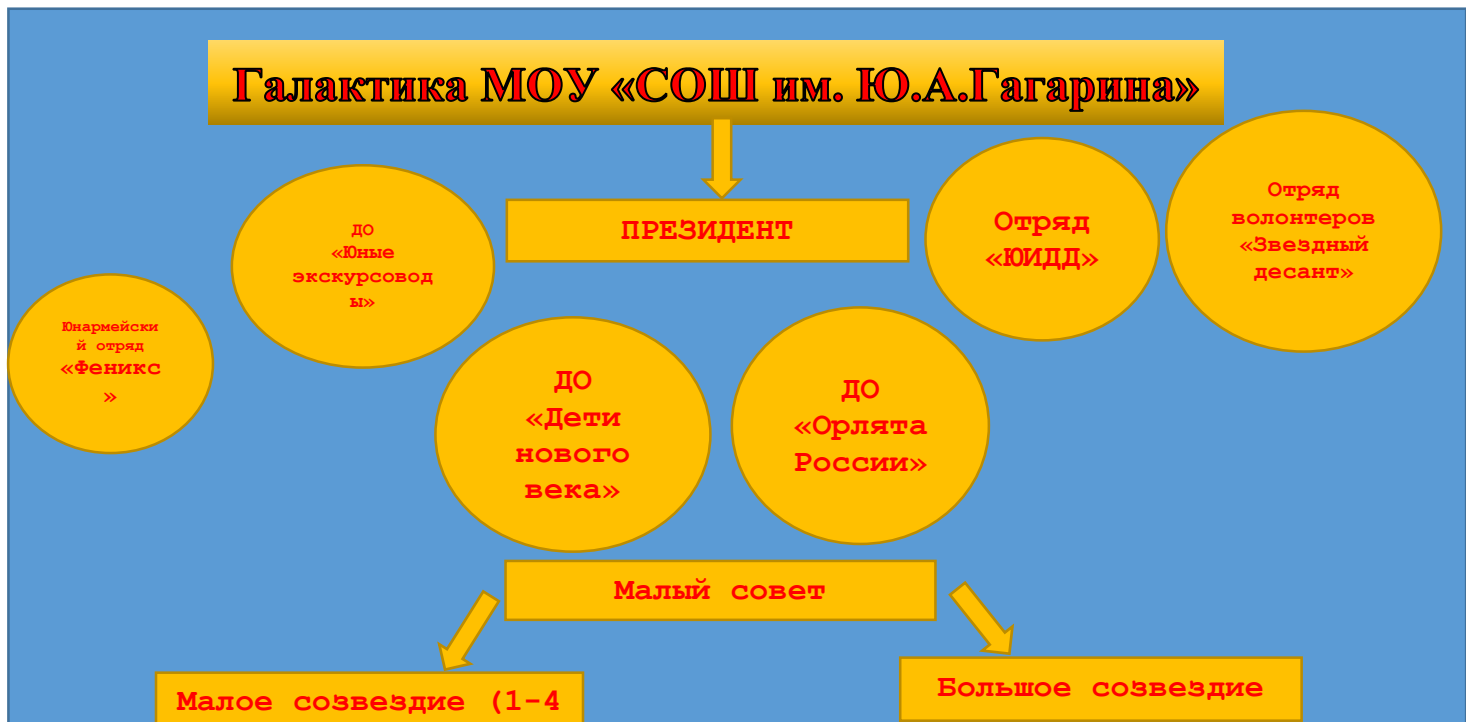 Галактика МОУ «СОШ им. Ю.А.Гагарина»
ПРЕЗИДЕНТ
Юнармейски
й отряд
«Феникс
»
ДО
«Юные
экскурсовод
ы»
Отряд
«ЮИДД»
Отряд
волонтеров
«Звездный
десант»
ДО
«Дети
нового
века»
ДО
«Орлята
России»
Малый совет
Малое созвездие (1-4
Большое созвездие